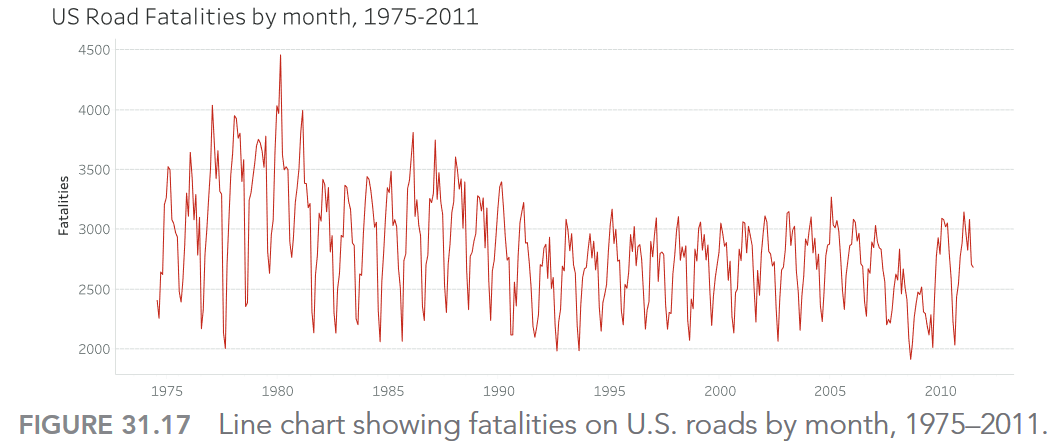 US Road Fatalities by month, 1975-2011
4500
4000
3500
3000
2500
2000
Fatalities
1975 1980 1985 1990 1995 2000 2005 2010
FIGURE 31.17 Line chart showing fatalities on U.S. roads by month, 1975–2011.